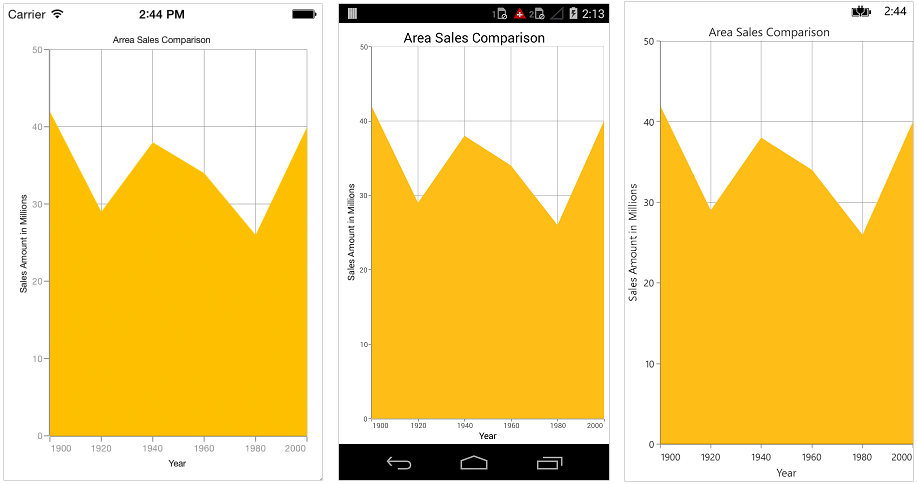 Carrier 2:44 PM
Arrea Sales Comparison
50
40
30
20
10
0
Sales Amount in Millions
1900 1920 1940 1960 1980 2000
Year
1 2 2:13
Area Sales Comparison
50
40
30
20
10
0
Sales Amount in Millions
1900 1920 1940 1960 1980 2000
Year
2:44
Area Sales Comparison
50
40
30
20
10
0
Sales Amount in Millions
1900 1920 1940 1960 1980 2000
Year